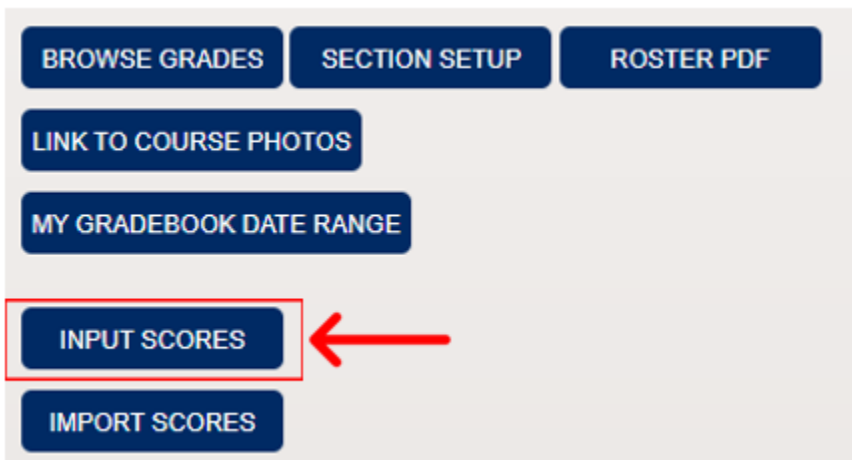 BROWSE GRADES SECTION SETUP ROSTER PDF
LINK TO COURSE PHOTOS
MY GRADEBOOK DATE RANGE
INPUT SCORES
IMPORT SCORES